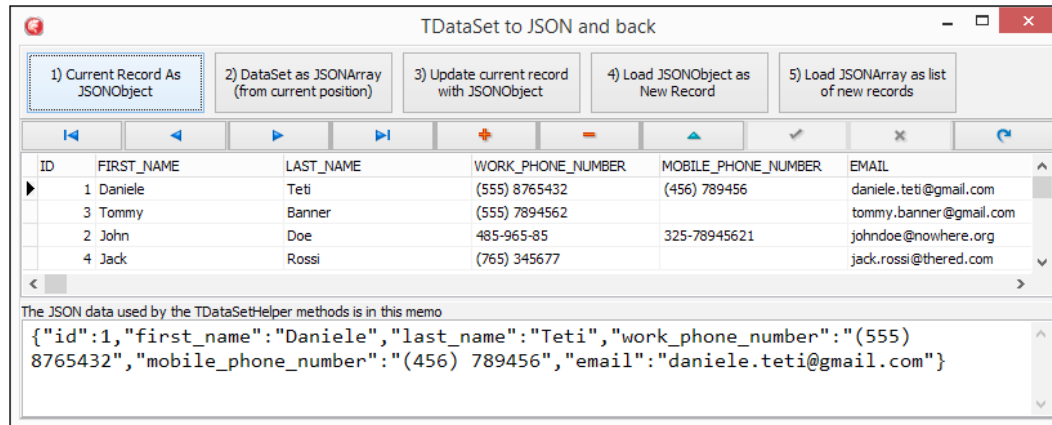 TDataSet to JSON and back
1) Current Record As
JSONObject
2) DataSet as JSONArray
(from current position)
3) Update current record
with JSONObject
4) Load JSONObject as
New Record
5) Load JSONArray as list
of new records
ID FIRST_NAME LAST_NAME WORK_PHONE_NUMBER MOBILE_PHONE_NUMBER EMAIL
1 Daniele Teti (555) 8765432 (456) 789456 daniele.teti@gmail.com
3 Tommy Banner (555) 7894562 tommy.banner@gmail.com
2 John Doe 485-965-85 325-78945621 johndoe@nowhere.org
4 Jack Rossi (765) 345677 jack.rossi@thered.com
The JSON data used by the TDataSetHelper methods is in this memo
{"id":1,"first_name":"Daniele","last_name":"Teti","work_phone_number":"(555)
8765432","mobile_phone_number":"(456) 789456","email":"daniele.teti@gmail.com"}